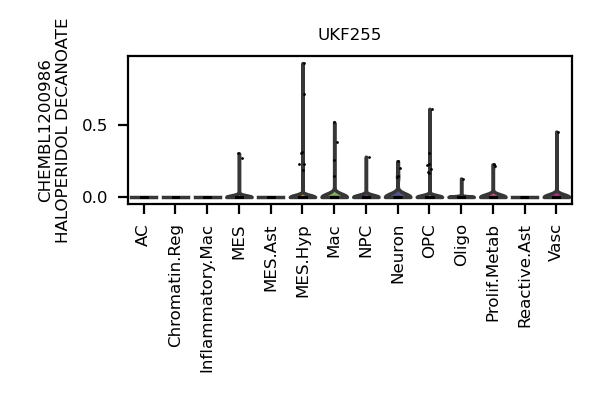 UKF255
CHEMBL1200986
HALOPERIDOL DECANOATE
0.5
0.0
AC
Chromatin.Reg
Inflammatory.Mac
MES
MES.Ast
MES.Hyp
Mac
NPC
Neuron
OPC
Oligo
Prolif.Metab
Reactive.Ast
Vasc